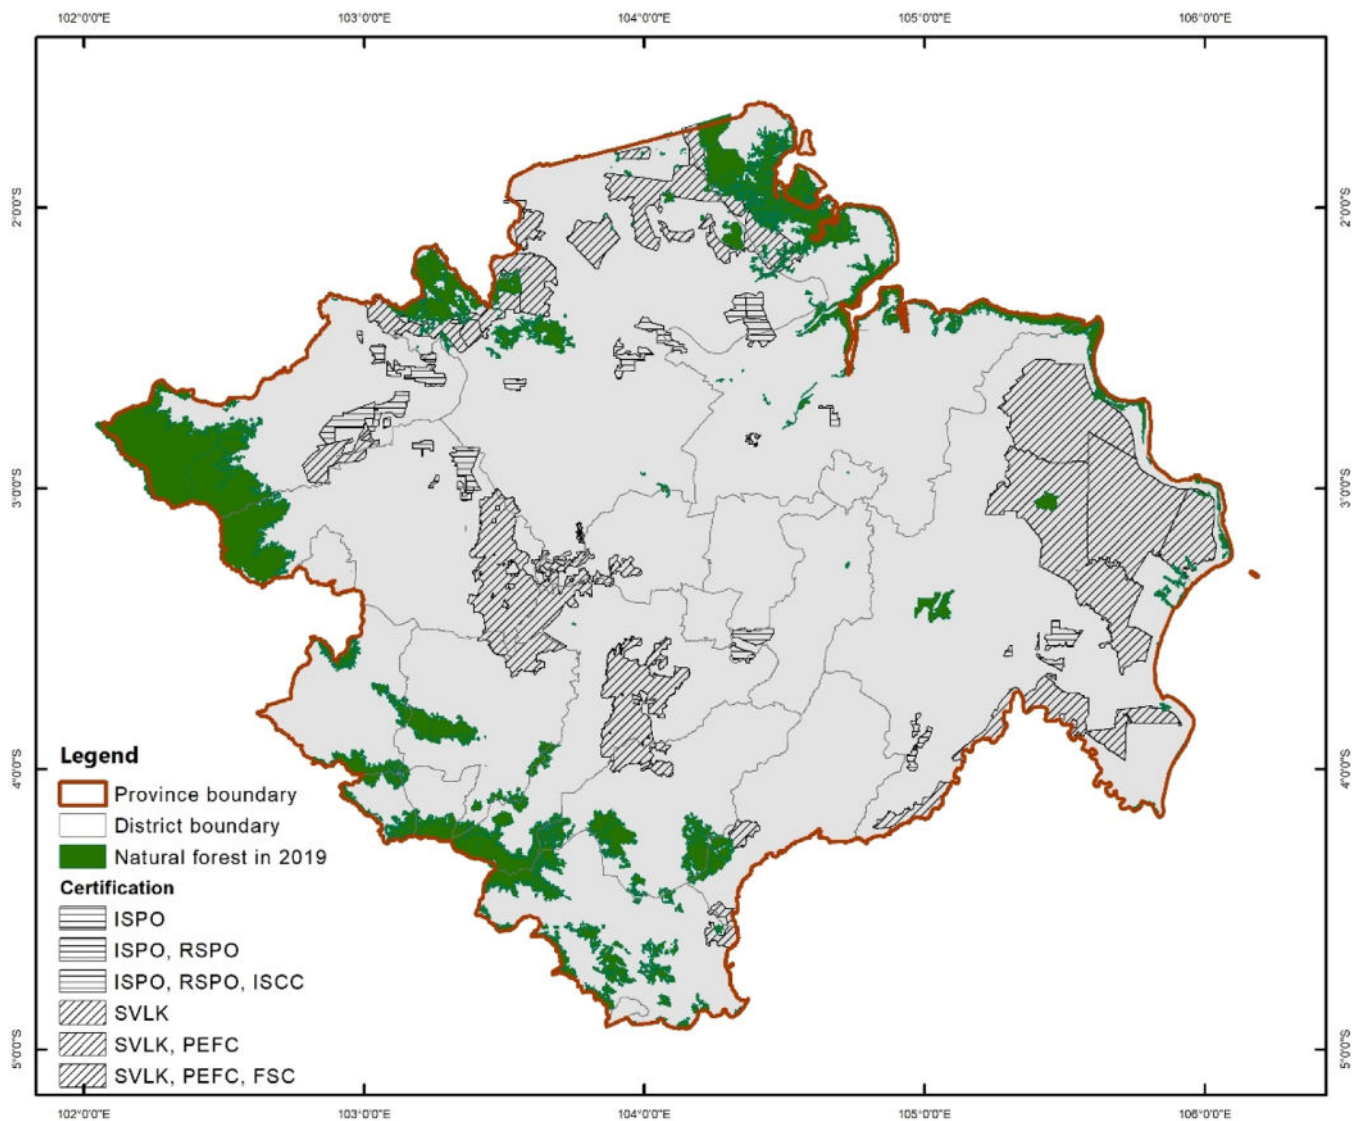 102°0'0"E 103°0'0"E 104°0'0"E 105°0'0"E 106°0'0"E
2°0'0"S 2°0'0"S
3°0'0"S 3°0'0"S
4°0'0"S 4°0'0"S
5°0'0"S 5°0'0"S
Legend
Province boundary
District boundary
Natural forest in 2019
Certification
ISPO
ISPO, RSPO
ISPO, RSPO, ISCC
SVLK
SVLK, PEFC
SVLK, PEFC, FSC
102°0'0"E 103°0'0"E 104°0'0"E 105°0'0"E 106°0'0"E